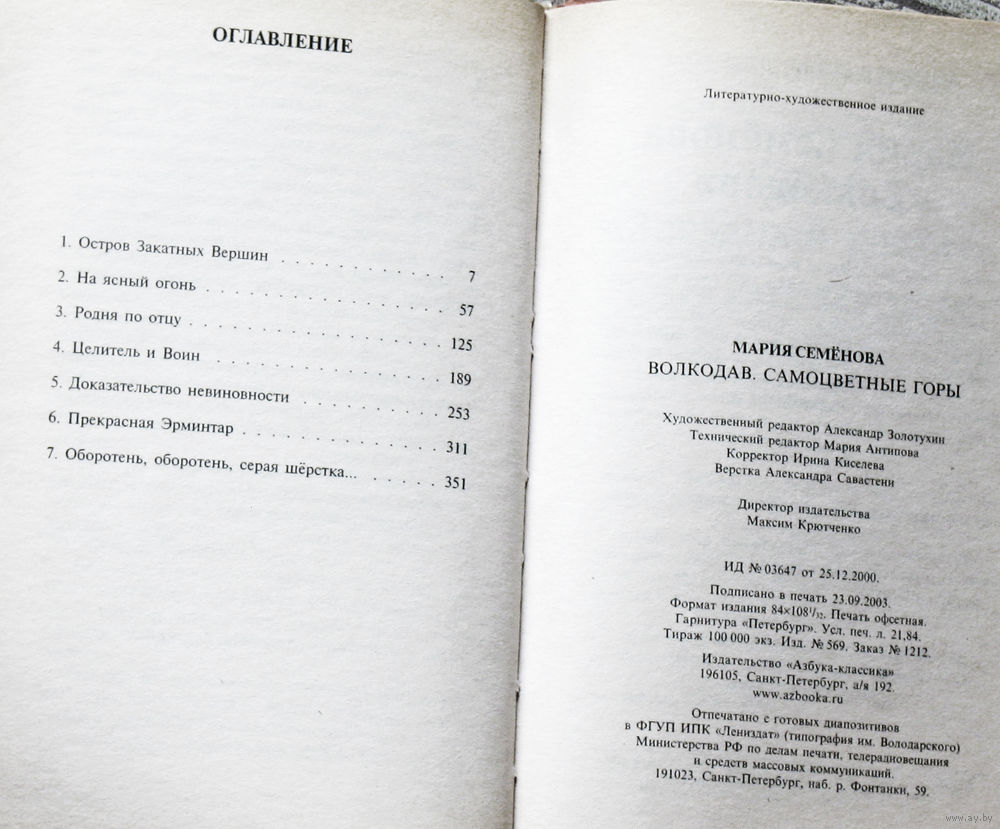 ОГЛАВЛЕНИЕ
1. Остров Закатных Вершин . . . . . . . . . . . . 7
2. На ясный огонь . . . . . . . . . . . . . . . . . 57
3. Родня по отцу . . . . . . . . . . . . . . . . . . 125
4. Целитель и Воин . . . . . . . . . . . . . . . . 189
5. Доказательство невиновности . . . . . . . . . . 253
6. Прекрасная Эрминтар . . . . . . . . . . . . . . 311
7. Оборотень, оборотень, серая шёрстка... . . . . . . 351
Литературно-художественное издание
МАРИЯ СЕМЁНОВА
ВОЛКОДАВ. САМОЦВЕТНЫЕ ГОРЫ
Художественный редактор Александр Золотухин
Технический редактор Мария Антипова
Корректор Ирина Киселева
Верстка Александра Савастени
Директор издательства
Максим Крютченко
ИД № 03647 от 25.12.2000.
Подписано в печать 23.09.2003.
Формат издания 84×108¹/₃₂. Печать офсетная.
Гарнитура «Петербург». Усл. печ. л. 21,84.
Тираж 100 000 экз. Изд. № 569. Заказ № 1212.
Издательство «Азбука-классика»
196105, Санкт-Петербург, а/я 192.
www.azbooka.ru
Отпечатано с готовых диапозитивов
в ФГУП ИПК «Лениздат» (типография им. Володарского)
Министерства РФ по делам печати, телерадиовещания
и средств массовых коммуникаций.
191023, Санкт-Петербург, наб. р. Фонтанки, 59.
www.ay.by